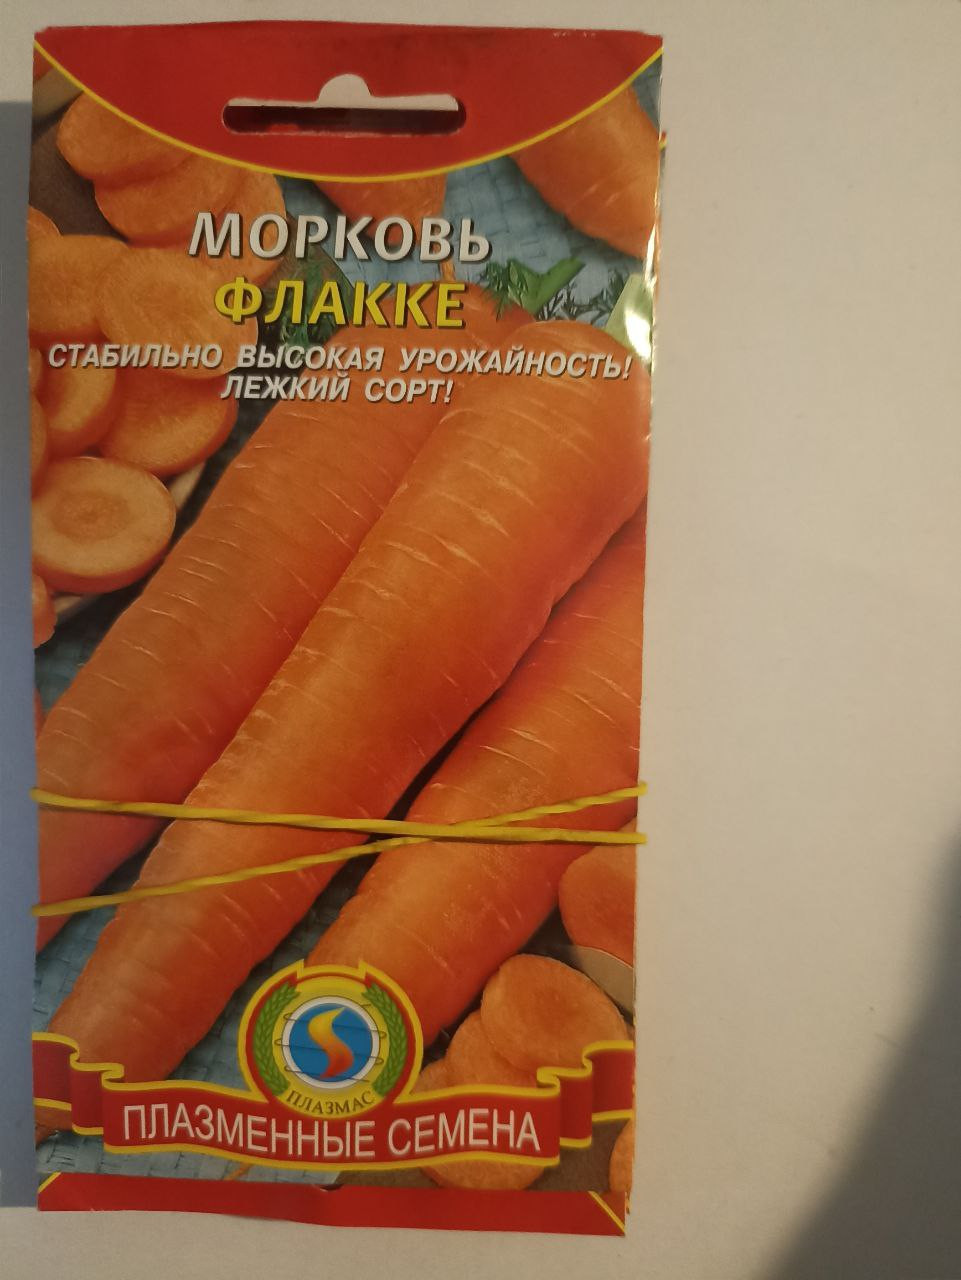 МОРКОВЬ
ФЛАККЕ
СТАБИЛЬНО ВЫСОКАЯ УРОЖАЙНОСТЬ!
ЛЕЖКИЙ СОРТ!
ПЛАЗМАС
ПЛАЗМЕННЫЕ СЕМЕНА